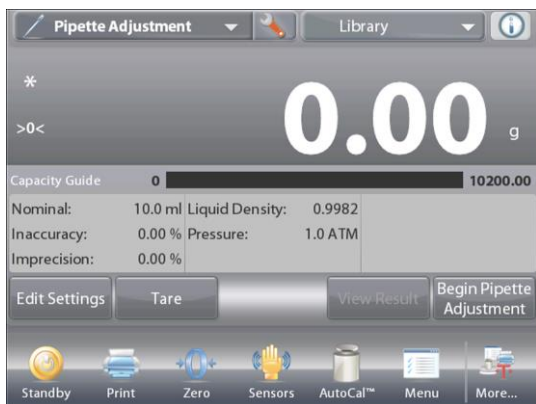 Pipette Adjustment Library
*
>0<
0.00 g
Capacity Guide 0 10200.00
Nominal: 10.0 ml Liquid Density: 0.9982
Inaccuracy: 0.00 % Pressure: 1.0 ATM
Imprecision: 0.00 %
Edit Settings Tare View Result Begin Pipette
Adjustment
Standby Print Zero Sensors AutoCal™ Menu More...